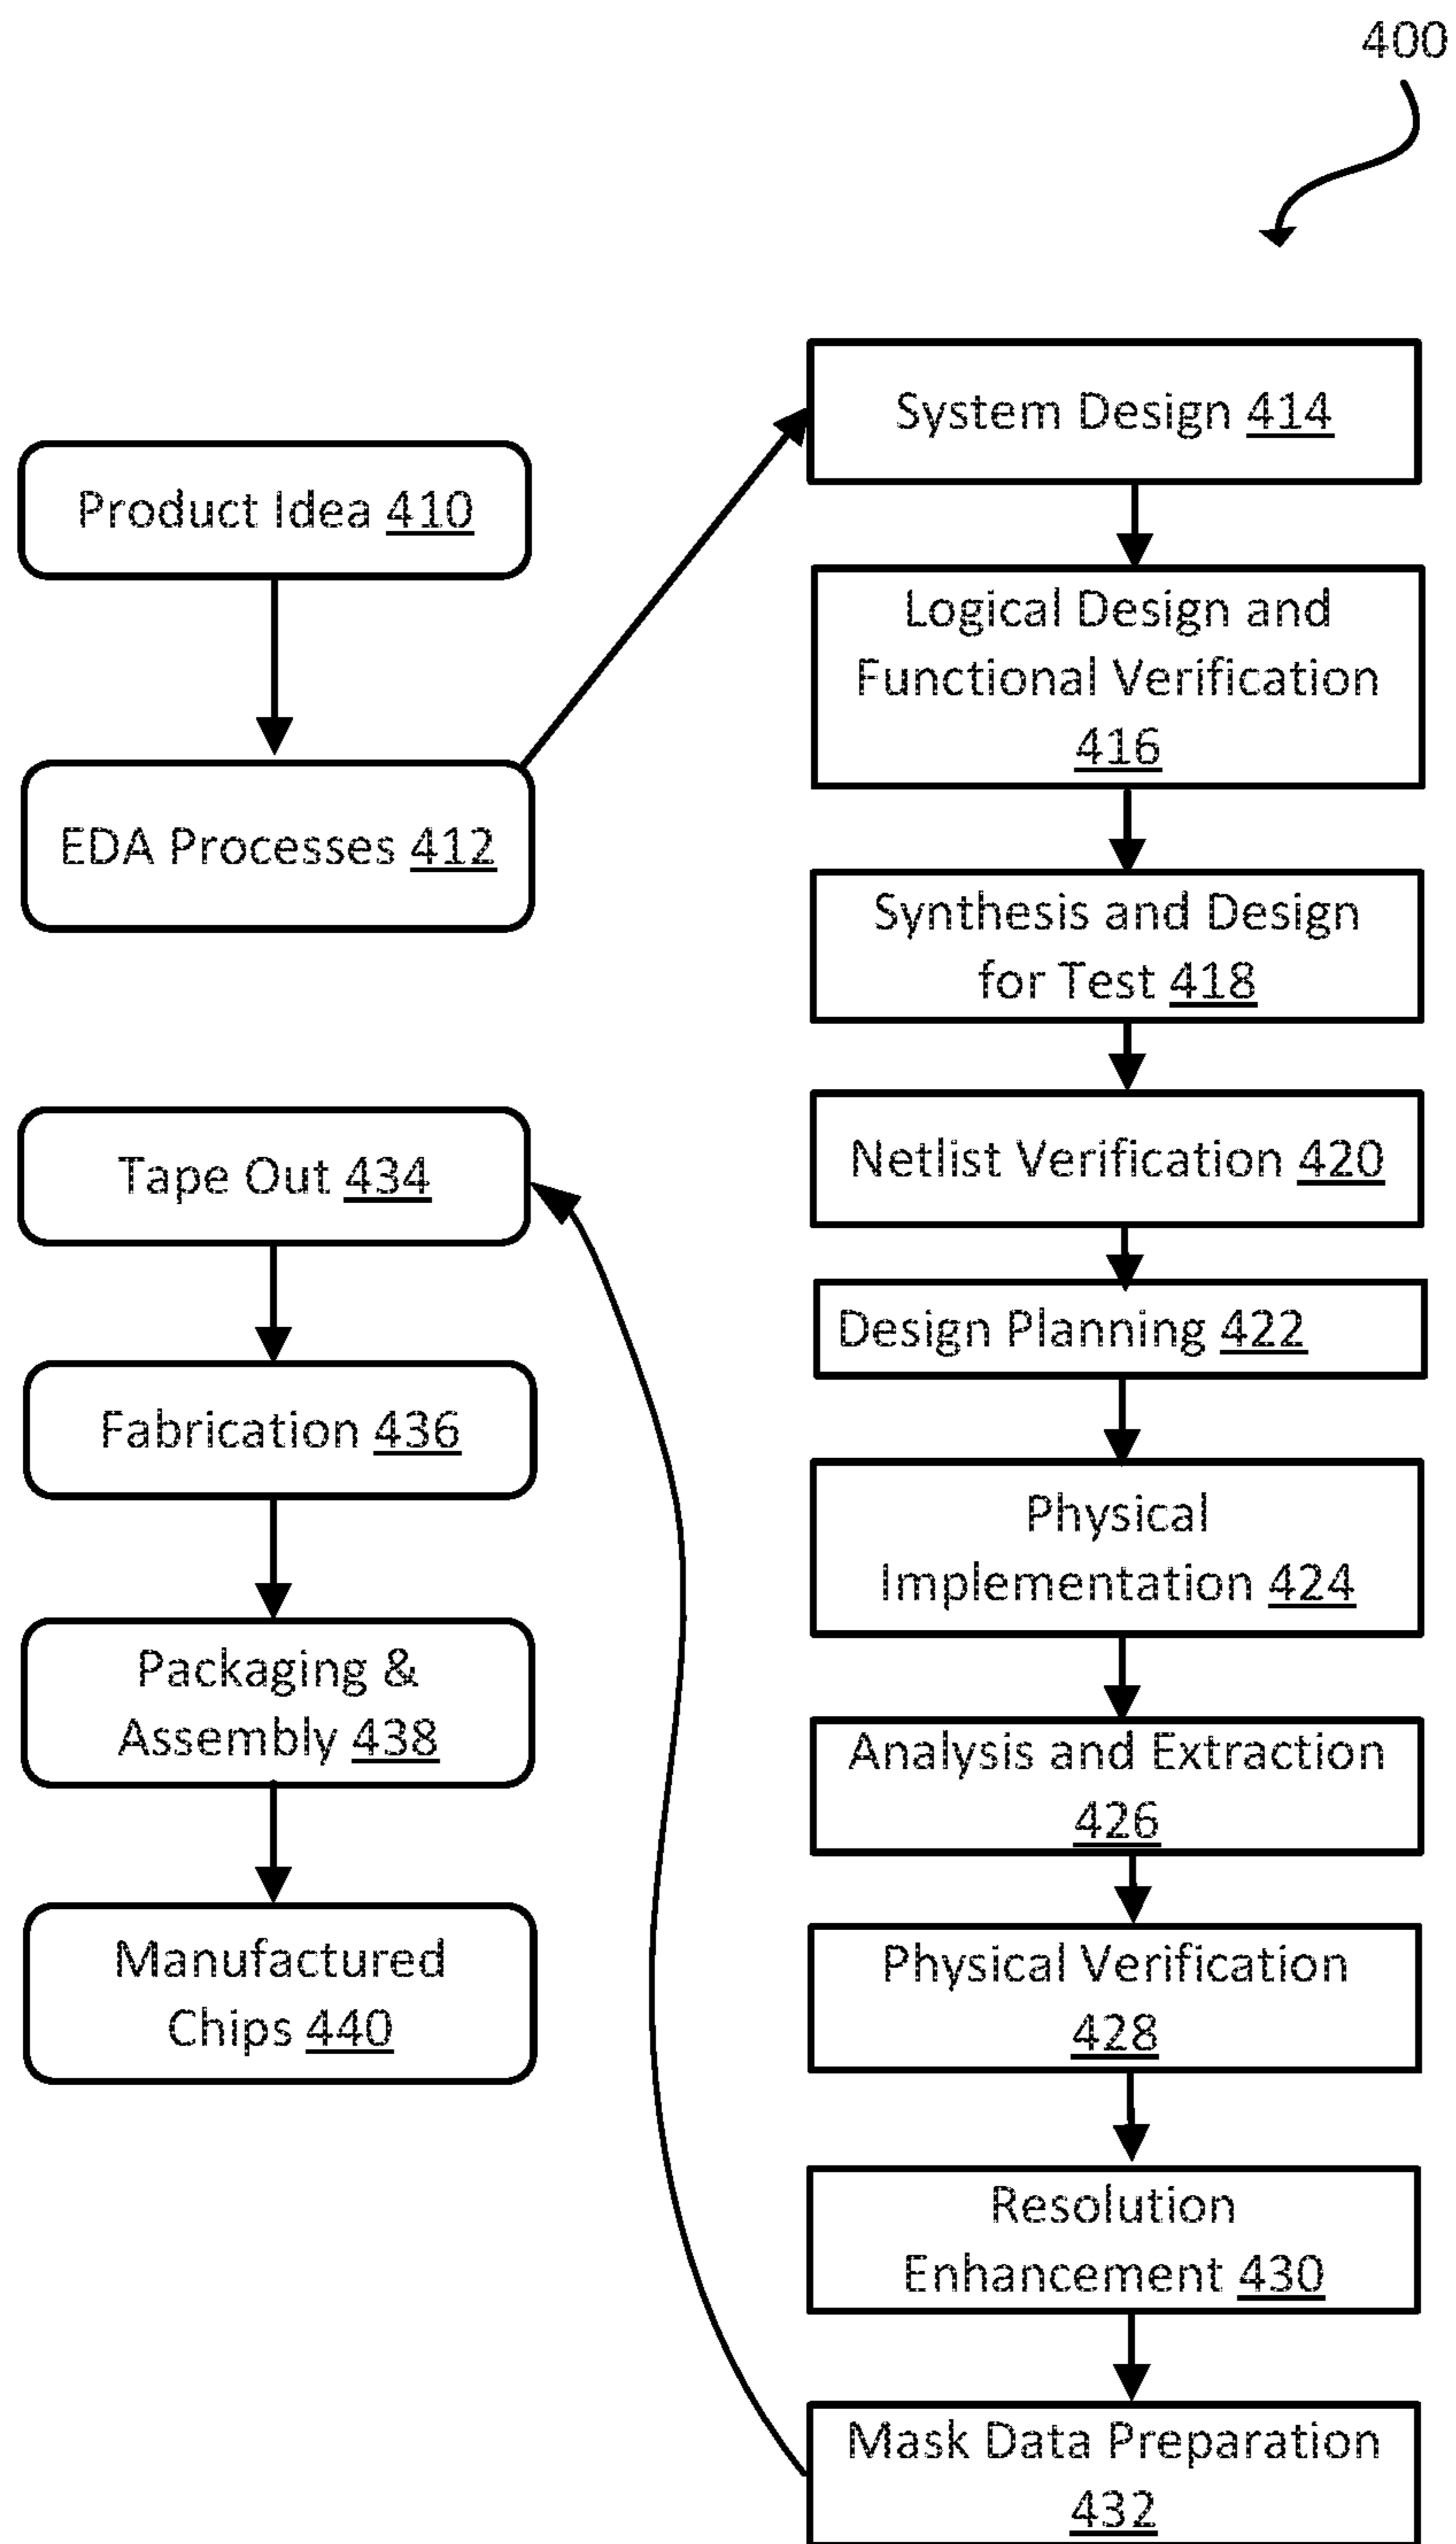 400
Product Idea 410
EDA Processes 412
System Design 414
Logical Design and
Functional Verification
416
Synthesis and Design
for Test 418
Netlist Verification 420
Design Planning 422
Physical
Implementation 424
Analysis and Extraction
426
Physical Verification
428
Resolution
Enhancement 430
Mask Data Preparation
432
Tape Out 434
Fabrication 436
Packaging &
Assembly 438
Manufactured
Chips 440